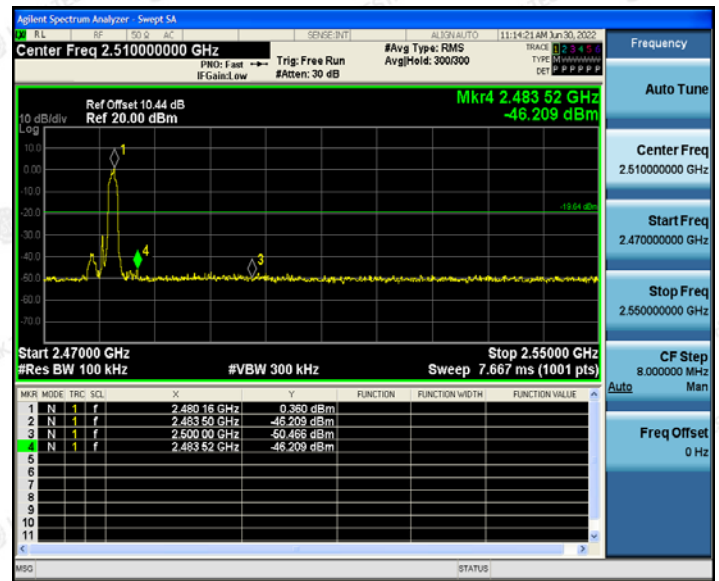 Agilent Spectrum Analyzer - Swept SA
RL RF 50 Ω AC SENSE:INT ALIGNAUTO 11:14:21 AM Jun 30, 2022
Center Freq 2.510000000 GHz #Avg Type: RMS TRACE 1 2 3 4 5 6
PNO: Fast Trig: Free Run Avg|Hold: 300/300 TYPE M
IFGain:Low #Atten: 30 dB DET P P P P P P
Frequency
Auto Tune
Ref Offset 10.44 dB Mkr4 2.483 52 GHz
10 dB/div Ref 20.00 dBm -46.209 dBm
Log
10.0
0.00
-10.0
-20.0
-30.0
-40.0
-50.0
-60.0
-70.0
1
4
3
-19.64 dBm
Start 2.47000 GHz Stop 2.55000 GHz
#Res BW 100 kHz #VBW 300 kHz Sweep 7.667 ms (1001 pts)
Center Freq
2.510000000 GHz
Start Freq
2.470000000 GHz
Stop Freq
2.550000000 GHz
CF Step
8.000000 MHz
Auto Man
Freq Offset
0 Hz
MKR MODE TRC SCL X Y FUNCTION FUNCTION WIDTH FUNCTION VALUE
1 N 1 f 2.480 16 GHz 0.360 dBm
2 N 1 f 2.483 50 GHz -46.209 dBm
3 N 1 f 2.500 00 GHz -50.466 dBm
4 N 1 f 2.483 52 GHz -46.209 dBm
5
6
7
8
9
10
11
MSG STATUS